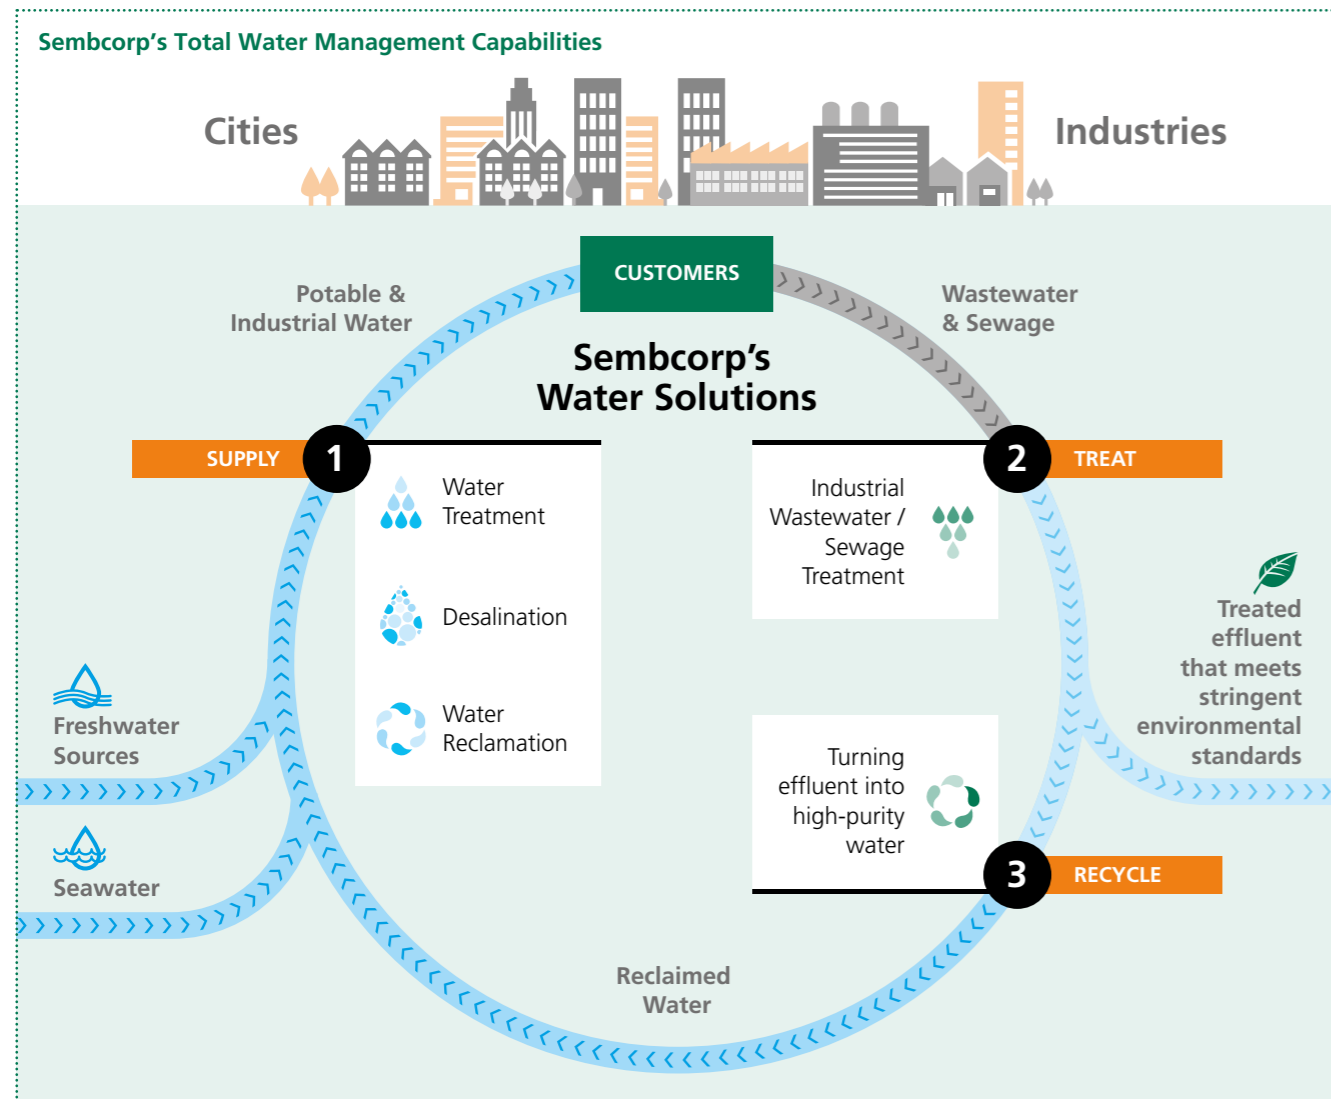 Sembcorp's Total Water Management Capabilities
Cities
Industries
CUSTOMERS
Potable &
Industrial Water
Wastewater
& Sewage
Sembcorp's
Water Solutions
SUPPLY
1
Water
Treatment
Desalination
Water
Reclamation
2
TREAT
Industrial
Wastewater /
Sewage
Treatment
Treated
effluent
that meets
stringent
environmental
standards
Freshwater
Sources
Seawater
Turning
effluent into
high-purity
water
3
RECYCLE
Reclaimed
Water